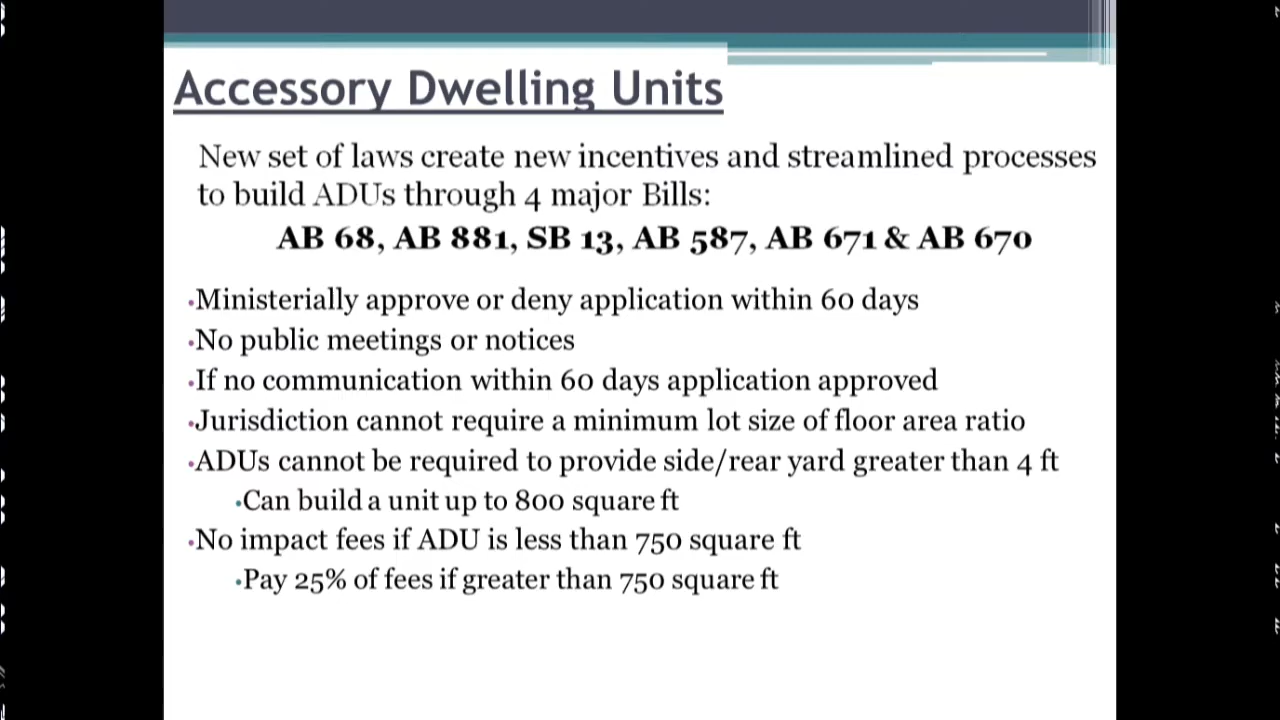 Accessory Dwelling Units
New set of laws create new incentives and streamlined processes
to build ADUs through 4 major Bills:
AB 68, AB 881, SB 13, AB 587, AB 671 & AB 670
•Ministerially approve or deny application within 60 days
•No public meetings or notices
•If no communication within 60 days application approved
•Jurisdiction cannot require a minimum lot size of floor area ratio
•ADUs cannot be required to provide side/rear yard greater than 4 ft
•Can build a unit up to 800 square ft
•No impact fees if ADU is less than 750 square ft
•Pay 25% of fees if greater than 750 square ft